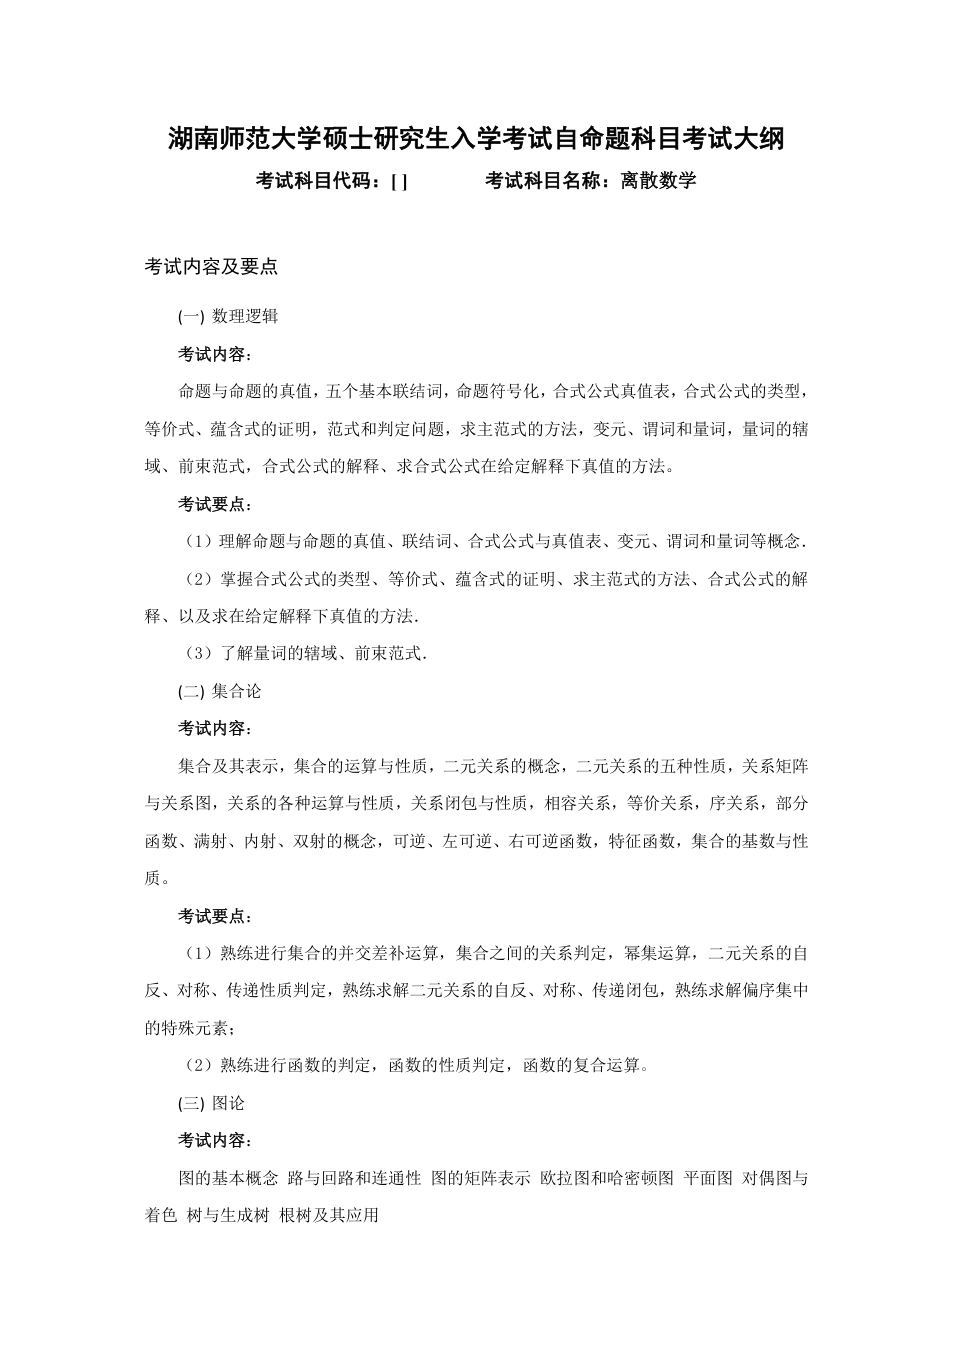 湖南师范大学硕士研究生入学考试自命题科目考试大纲
考试科目代码：[ ] 考试科目名称：离散数学
考试内容及要点
(一) 数理逻辑
考试内容：
命题与命题的真值，五个基本联结词，命题符号化，合式公式真值表，合式公式的类型，
等价式、蕴含式的证明，范式和判定问题，求主范式的方法，变元、谓词和量词，量词的辖
域、前束范式，合式公式的解释、求合式公式在给定解释下真值的方法。
考试要点：
（1）理解命题与命题的真值、联结词、合式公式与真值表、变元、谓词和量词等概念．
（2）掌握合式公式的类型、等价式、蕴含式的证明、求主范式的方法、合式公式的解
释、以及求在给定解释下真值的方法．
（3）了解量词的辖域、前束范式．
(二) 集合论
考试内容：
集合及其表示，集合的运算与性质，二元关系的概念，二元关系的五种性质，关系矩阵
与关系图，关系的各种运算与性质，关系闭包与性质，相容关系，等价关系，序关系，部分
函数、满射、内射、双射的概念，可逆、左可逆、右可逆函数，特征函数，集合的基数与性
质。
考试要点：
（1）熟练进行集合的并交差补运算，集合之间的关系判定，幂集运算，二元关系的自
反、对称、传递性质判定，熟练求解二元关系的自反、对称、传递闭包，熟练求解偏序集中
的特殊元素；
（2）熟练进行函数的判定，函数的性质判定，函数的复合运算。
(三) 图论
考试内容：
图的基本概念 路与回路和连通性 图的矩阵表示 欧拉图和哈密顿图 平面图 对偶图与
着色 树与生成树 根树及其应用